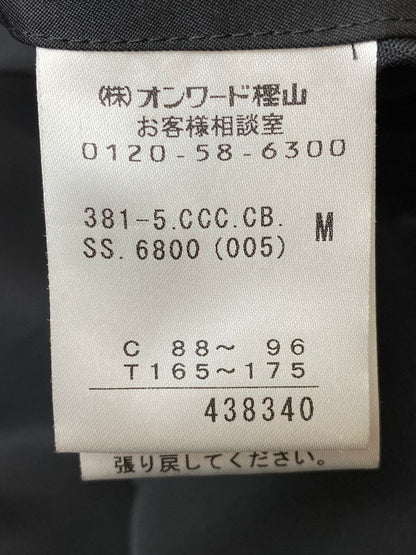 (株)オンワード樫山
お客様相談室
0120-58-6300
381-5.CCC.CB. M
SS.6800(005)
C 88～ 96
T 165～175
438340
張り戻してください。